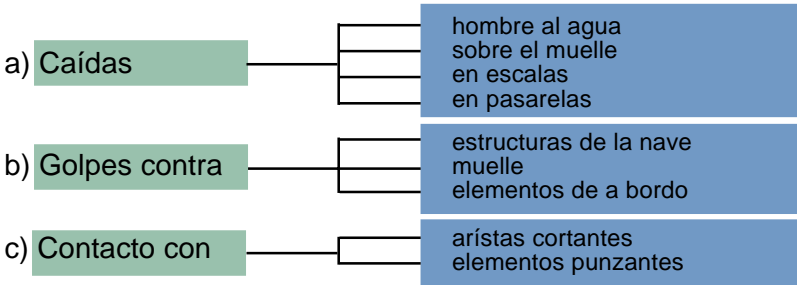 a) Caídas
hombre al agua
sobre el muelle
en escalas
en pasarelas
b) Golpes contra
estructuras de la nave
muelle
elementos de a bordo
c) Contacto con
arístas cortantes
elementos punzantes